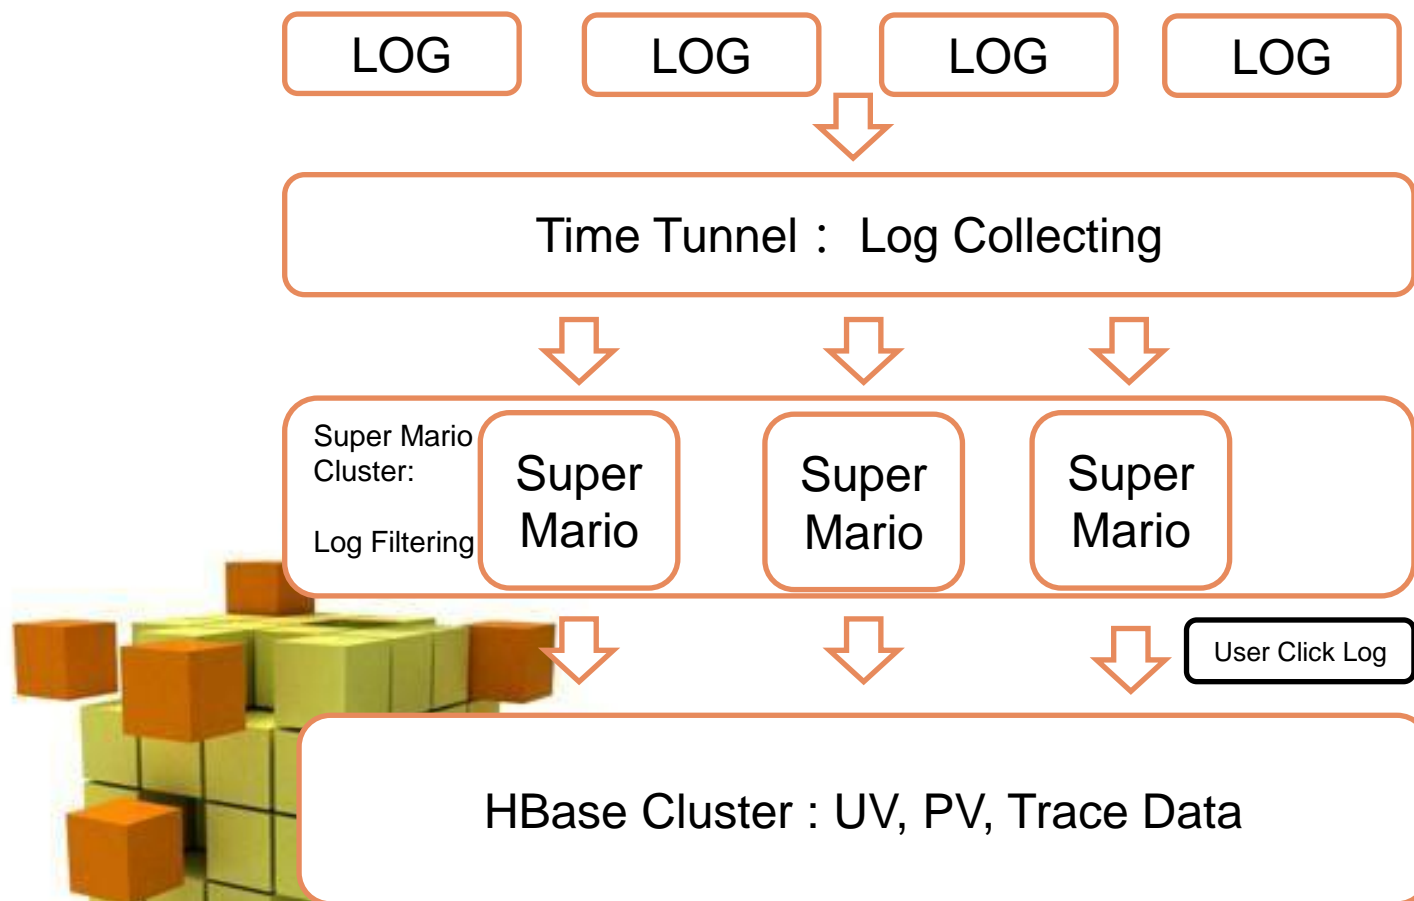 LOG
LOG
LOG
LOG
Time Tunnel： Log Collecting
Super Mario
Cluster:
Log Filtering
Super
Mario
Super
Mario
Super
Mario
User Click Log
HBase Cluster : UV, PV, Trace Data